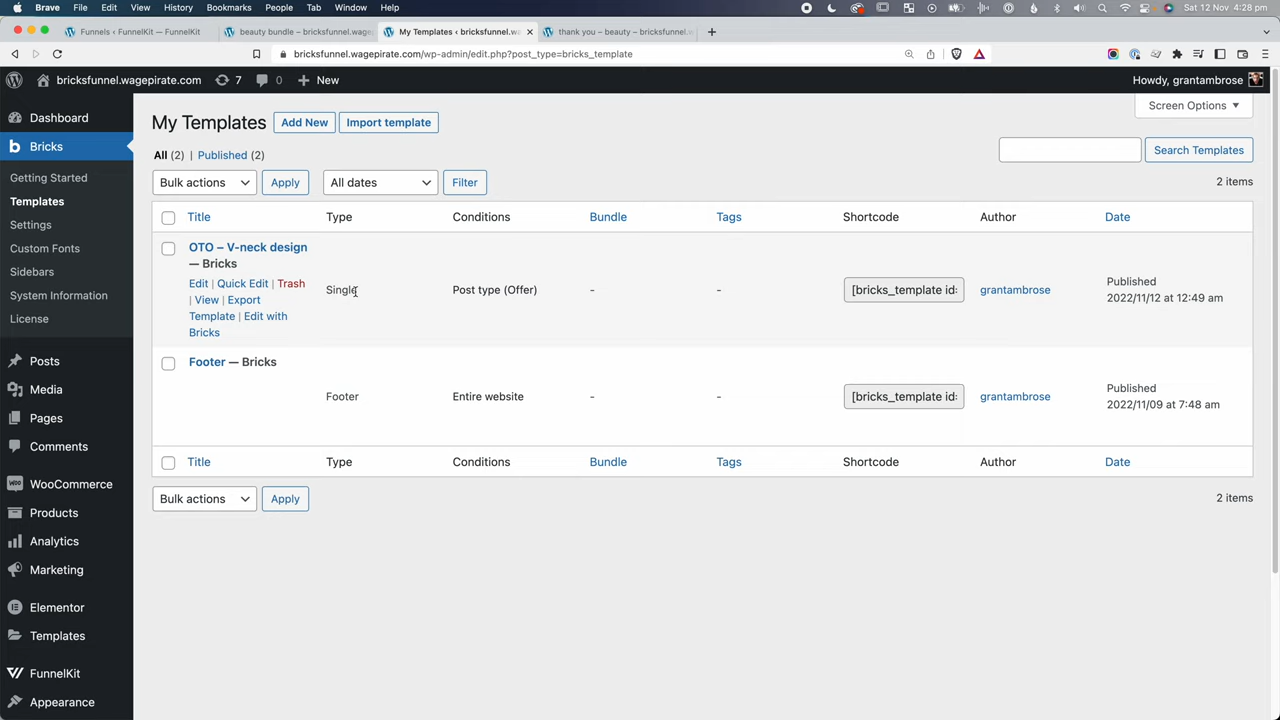 Brave File Edit View History Bookmarks People Tab Window Help Sat 12 Nov 4:28 pm
Funnels ‹ FunnelKit — FunnelKit beauty bundle – bricksfunnel.wage My Templates ‹ bricksfunnel.wage × thank you – beauty – bricksfunnel.w +
bricksfunnel.wagepirate.com/wp-admin/edit.php?post_type=bricks_template
bricksfunnel.wagepirate.com 7 0 + New Howdy, grantambrose
Screen Options
Dashboard
Bricks
Getting Started
Templates
Settings
Custom Fonts
Sidebars
System Information
License
Posts
Media
Pages
Comments
WooCommerce
Products
Analytics
Marketing
Elementor
Templates
FunnelKit
Appearance
My Templates Add New Import template
All (2) | Published (2)
Search Templates
Bulk actions Apply All dates Filter
2 items
Title Type Conditions Bundle Tags Shortcode Author Date
OTO – V-neck design
— Bricks
Edit | Quick Edit | Trash
| View | Export
Template | Edit with
Bricks
Single Post type (Offer) - - [bricks_template id: grantambrose Published
2022/11/12 at 12:49 am
Footer — Bricks
Footer Entire website - - [bricks_template id: grantambrose Published
2022/11/09 at 7:48 am
Title Type Conditions Bundle Tags Shortcode Author Date
Bulk actions Apply
2 items